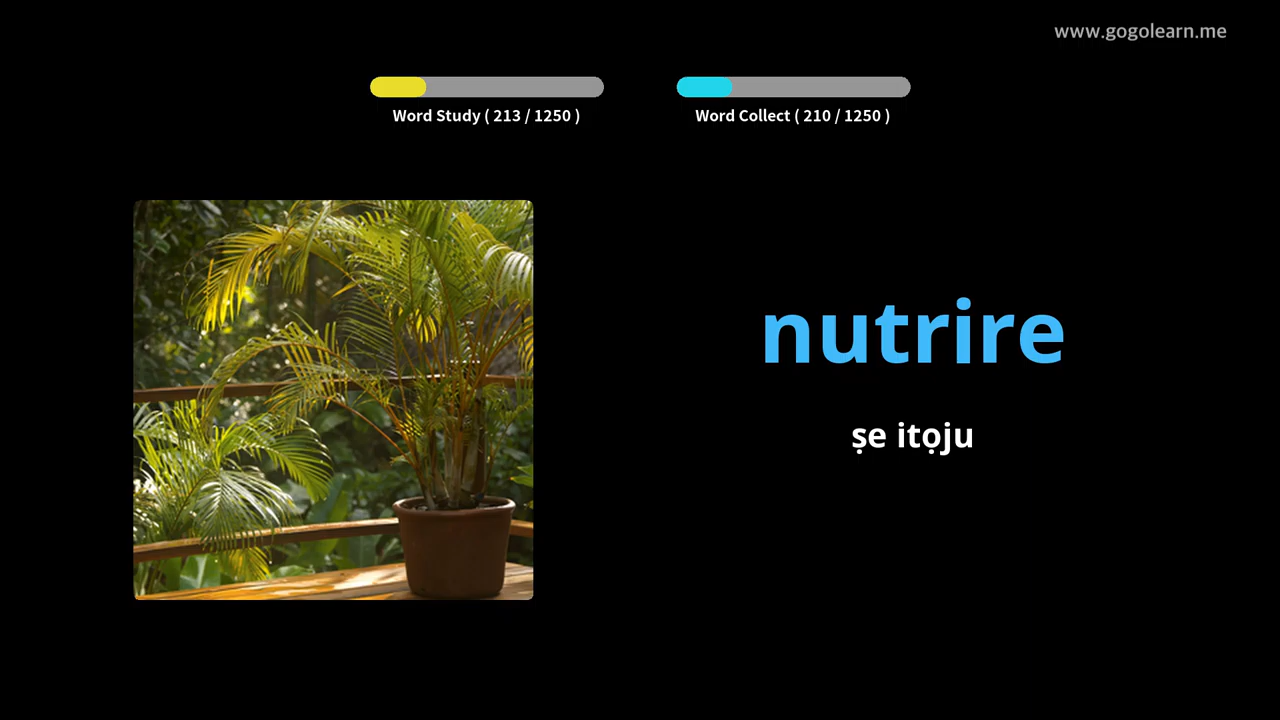 www.gogolearn.me
Word Study ( 213 / 1250 )
Word Collect ( 210 / 1250 )
nutrire
ṣe itọju